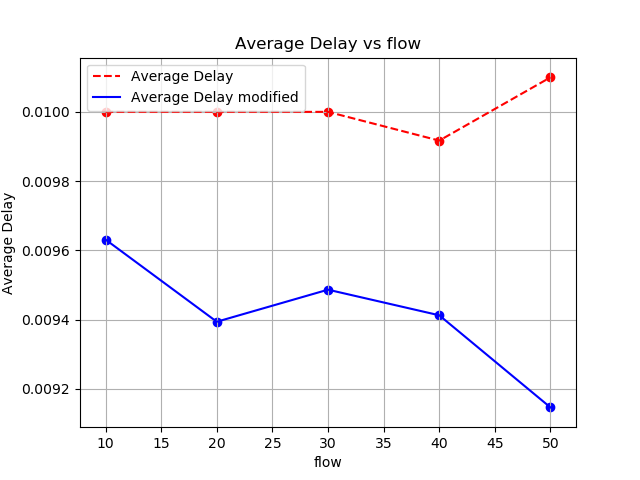 Average Delay vs flow
Average Delay
Average Delay modified
0.0100
0.0098
0.0096
0.0094
0.0092
Average Delay
10 15 20 25 30 35 40 45 50
flow